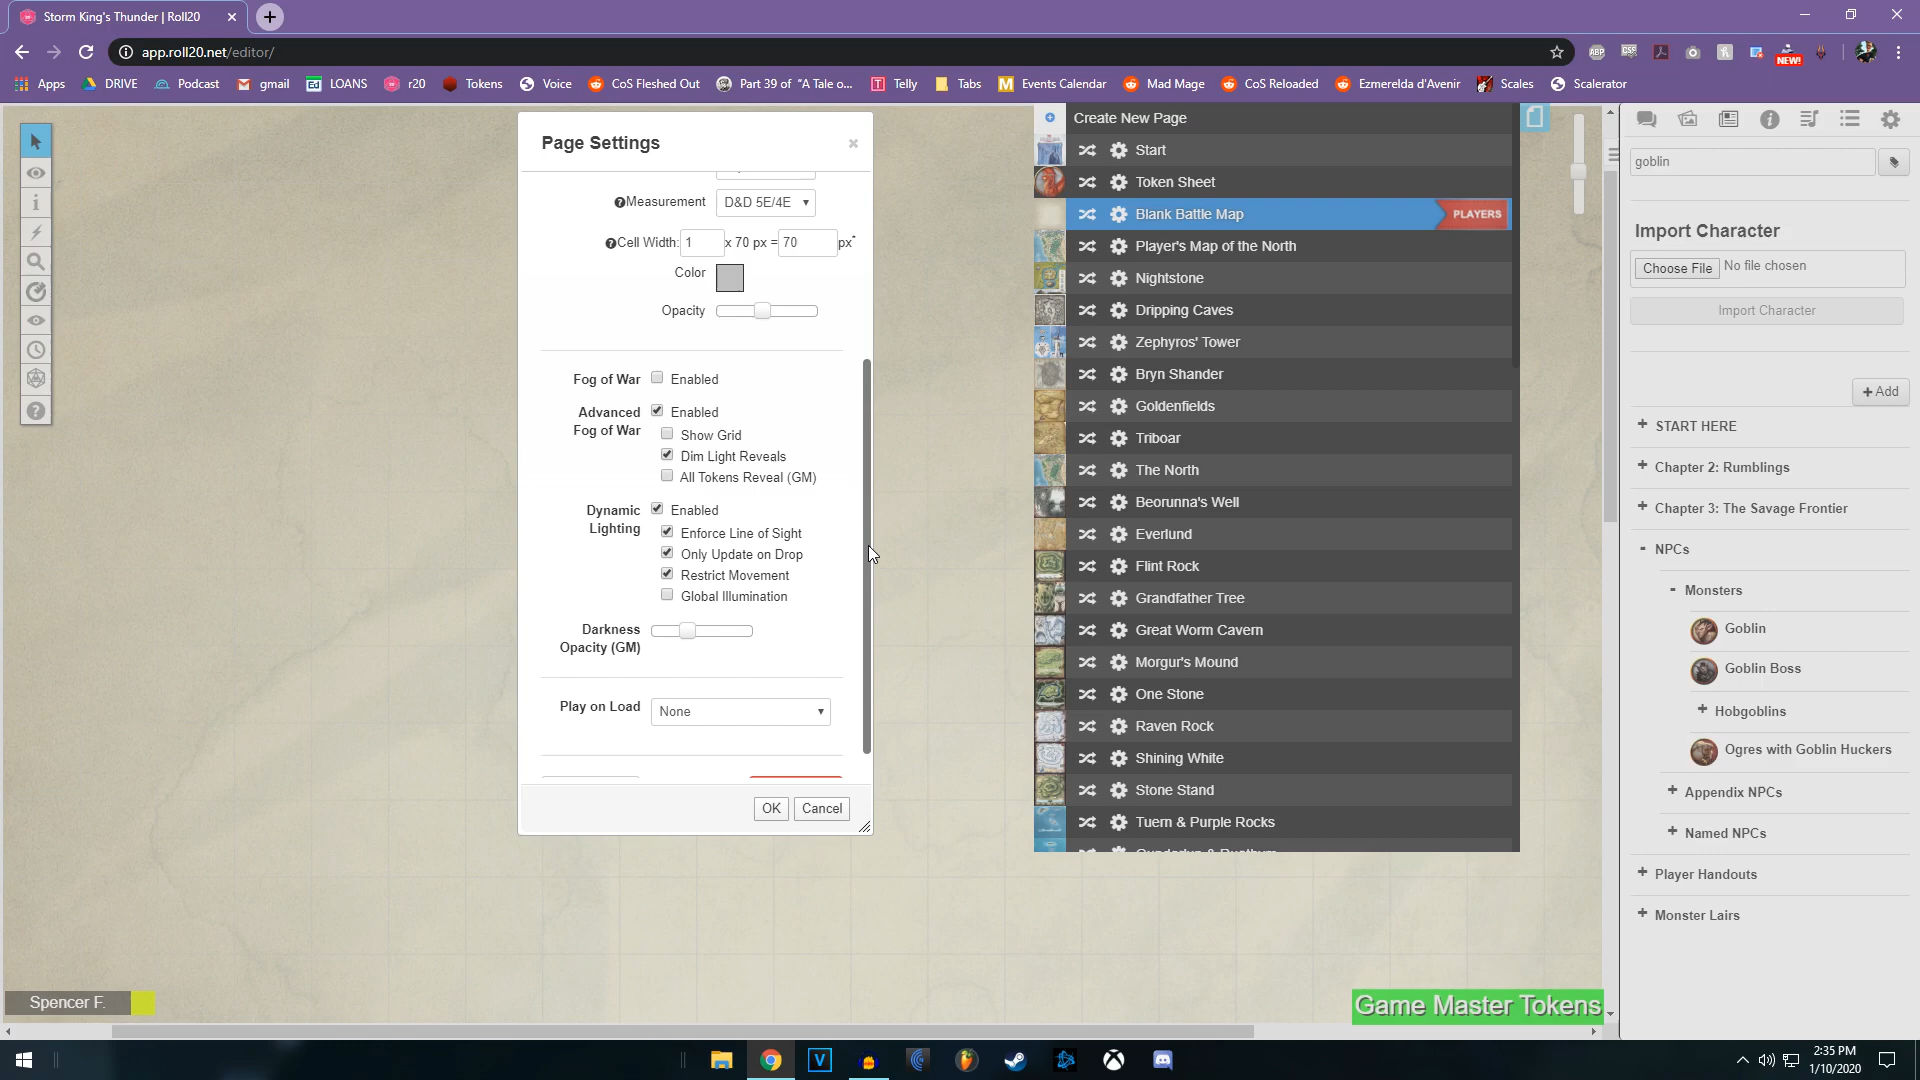 Storm King's Thunder | Roll20
app.roll20.net/editor/
Apps DRIVE Podcast gmail LOANS r20 Tokens Voice CoS Fleshed Out Part 39 of "A Tale o... Telly Tabs Events Calendar Mad Mage CoS Reloaded Ezmerelda d'Avenir Scales Scalerator
ABP
NEW!
Page Settings
Measurement D&D 5E/4E
Cell Width: 1 x 70 px = 70 px*
Color
Opacity
Fog of War Enabled
Advanced Fog of War Enabled
Show Grid
Dim Light Reveals
All Tokens Reveal (GM)
Dynamic Lighting Enabled
Enforce Line of Sight
Only Update on Drop
Restrict Movement
Global Illumination
Darkness Opacity (GM)
Play on Load None
OK Cancel
Create New Page
Start
Token Sheet
Blank Battle Map PLAYERS
Player's Map of the North
Nightstone
Dripping Caves
Zephyros' Tower
Bryn Shander
Goldenfields
Triboar
The North
Beorunna's Well
Everlund
Flint Rock
Grandfather Tree
Great Worm Cavern
Morgur's Mound
One Stone
Raven Rock
Shining White
Stone Stand
Tuern & Purple Rocks
goblin
Import Character
Choose File No file chosen
Import Character
+ Add
START HERE
Chapter 2: Rumblings
Chapter 3: The Savage Frontier
NPCs
Monsters
Goblin
Goblin Boss
Hobgoblins
Ogres with Goblin Huckers
Appendix NPCs
Named NPCs
Player Handouts
Monster Lairs
Spencer F.
Game Master Tokens
2:35 PM
1/10/2020